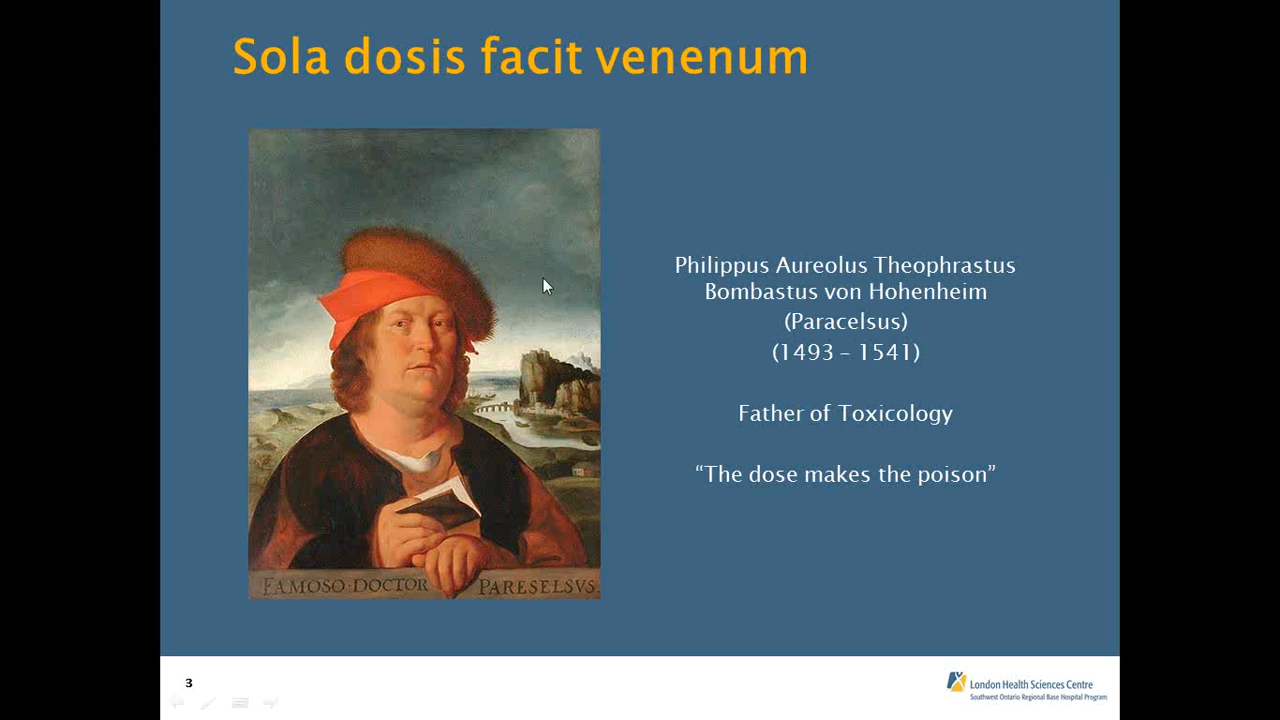 Sola dosis facit venenum
Philippus Aureolus Theophrastus
Bombastus von Hohenheim
(Paracelsus)
(1493 – 1541)
Father of Toxicology
“The dose makes the poison”
FAMOSO·DOCTOR PARESELSVS·
3
London Health Sciences Centre
Southwest Ontario Regional Base Hospital Program